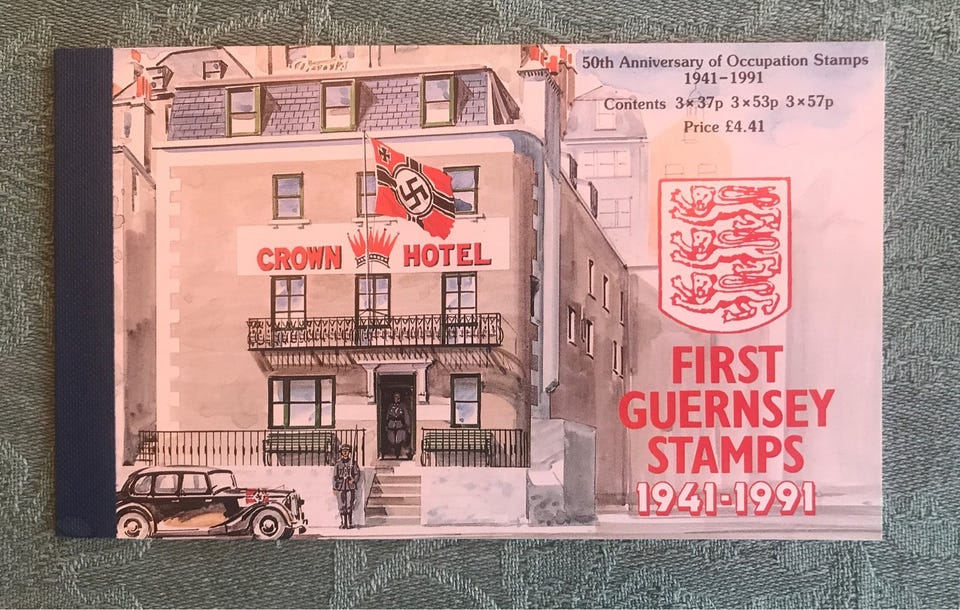 50th Anniversary of Occupation Stamps
1941–1991
Contents 3×37p 3×53p 3×57p
Price £4.41
CROWN HOTEL
FIRST
GUERNSEY
STAMPS
1941-1991